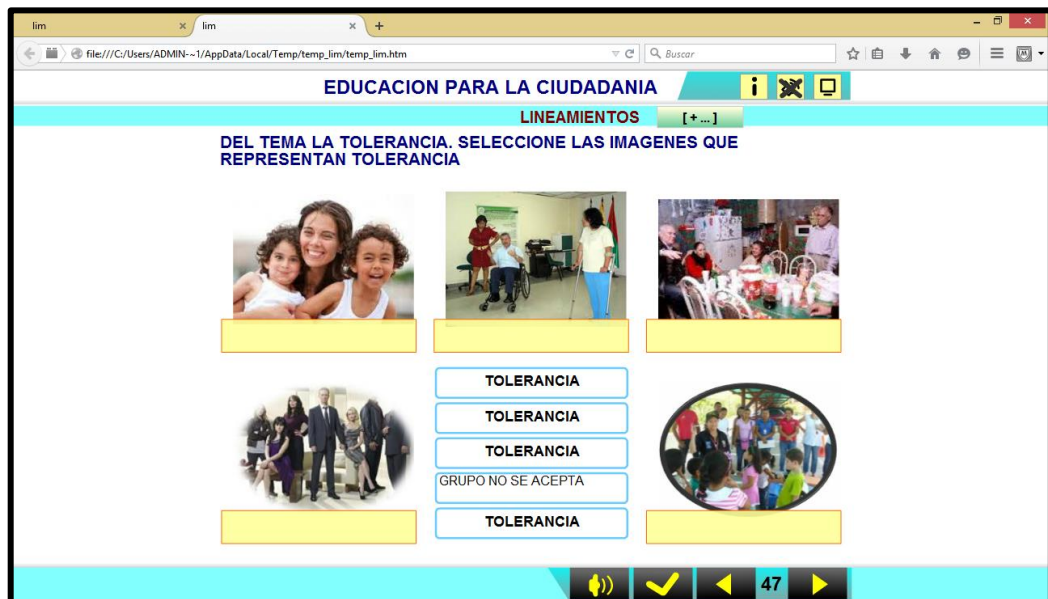 lim
lim
file:///C:/Users/ADMIN-~1/AppData/Local/Temp/temp_lim/temp_lim.htm
Buscar
EDUCACION PARA LA CIUDADANIA
i
LINEAMIENTOS
[ + ... ]
DEL TEMA LA TOLERANCIA. SELECCIONE LAS IMAGENES QUE
REPRESENTAN TOLERANCIA
TOLERANCIA
TOLERANCIA
TOLERANCIA
GRUPO NO SE ACEPTA
TOLERANCIA
47